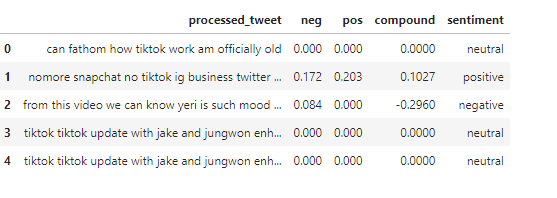 processed_tweet neg pos compound sentiment
0 can fathom how tiktok work am officially old 0.000 0.000 0.0000 neutral
1 nomore snapchat no tiktok ig business twitter ... 0.172 0.203 0.1027 positive
2 from this video we can know yeri is such mood ... 0.084 0.000 -0.2960 negative
3 tiktok tiktok update with jake and jungwon enh... 0.000 0.000 0.0000 neutral
4 tiktok tiktok update with jake and jungwon enh... 0.000 0.000 0.0000 neutral